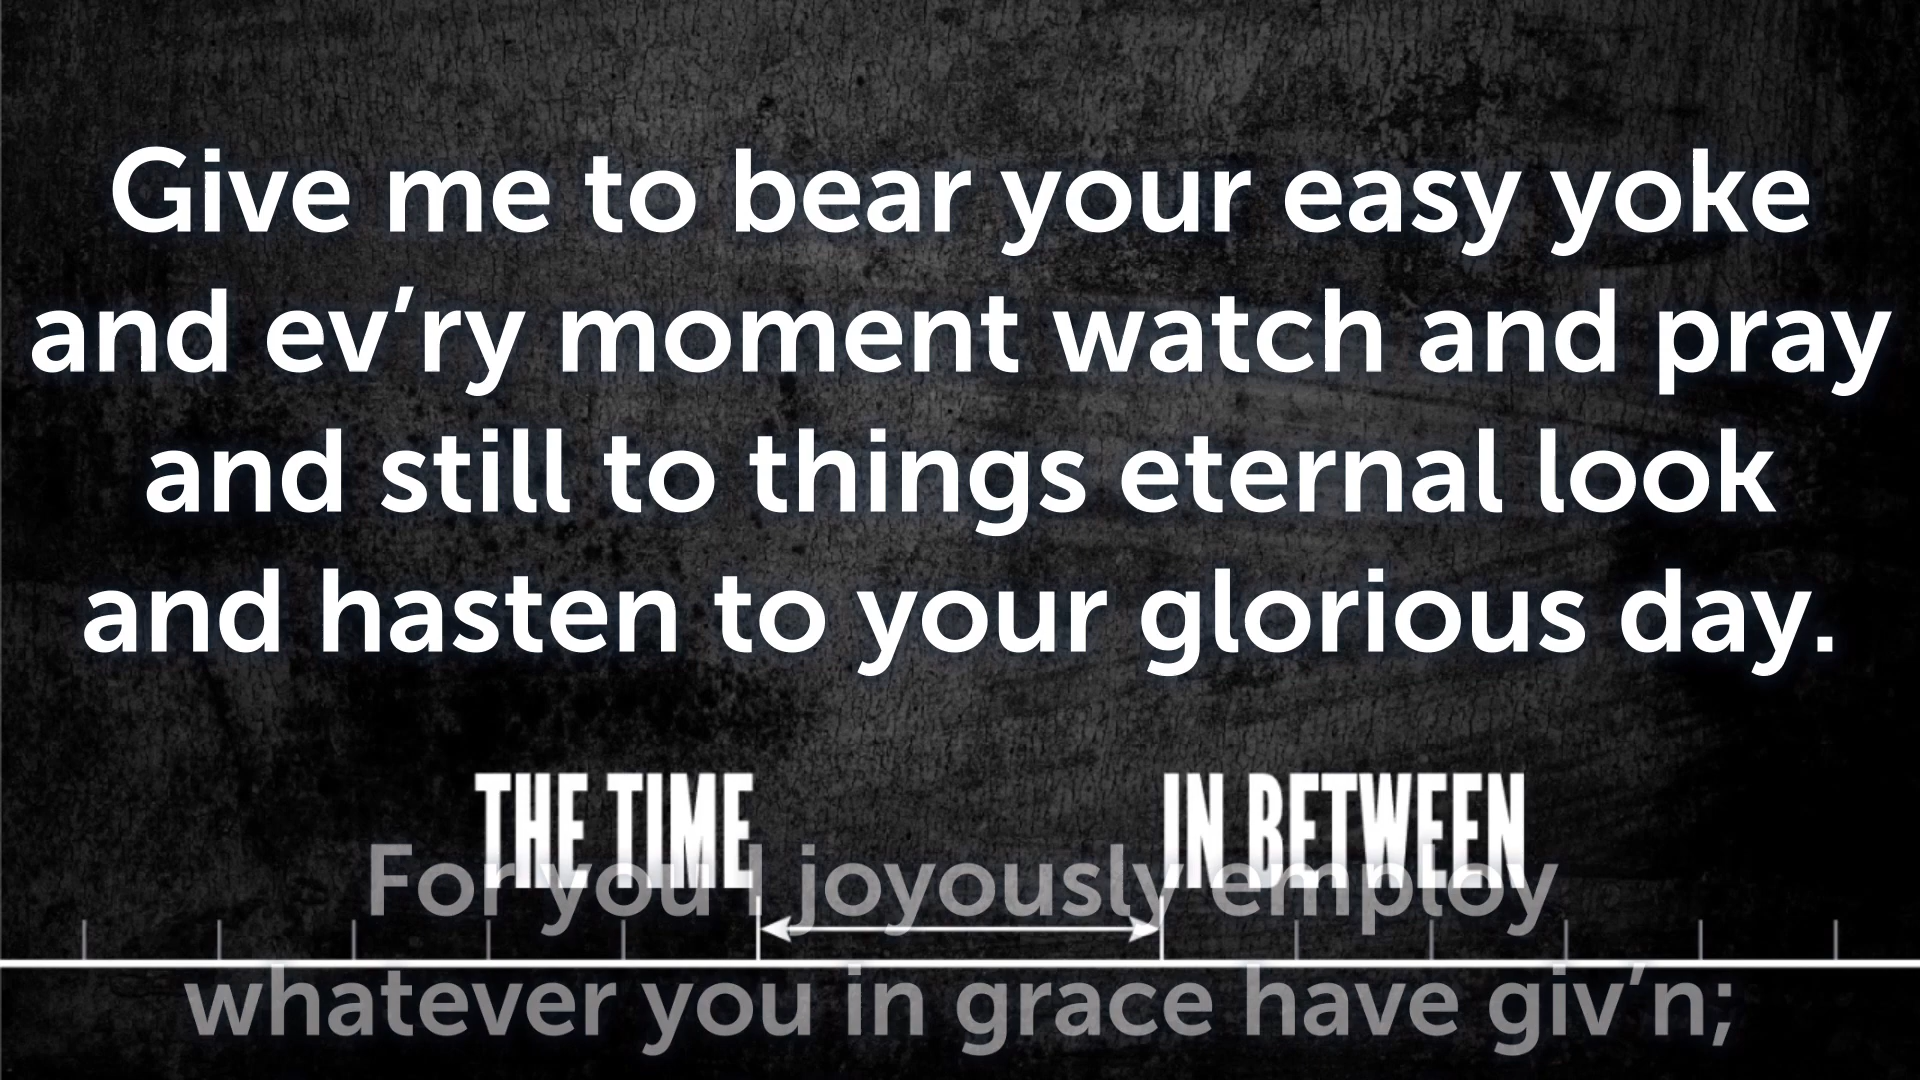 Give me to bear your easy yoke
and ev’ry moment watch and pray
and still to things eternal look
and hasten to your glorious day.
THE TIME IN BETWEEN
For you I joyously employ
whatever you in grace have giv’n;